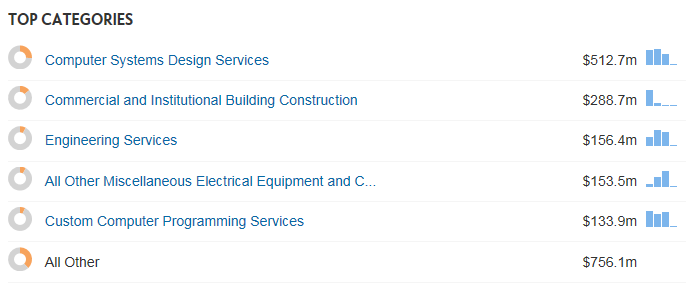 TOP CATEGORIES
Computer Systems Design Services $512.7m
Commercial and Institutional Building Construction $288.7m
Engineering Services $156.4m
All Other Miscellaneous Electrical Equipment and C... $153.5m
Custom Computer Programming Services $133.9m
All Other $756.1m